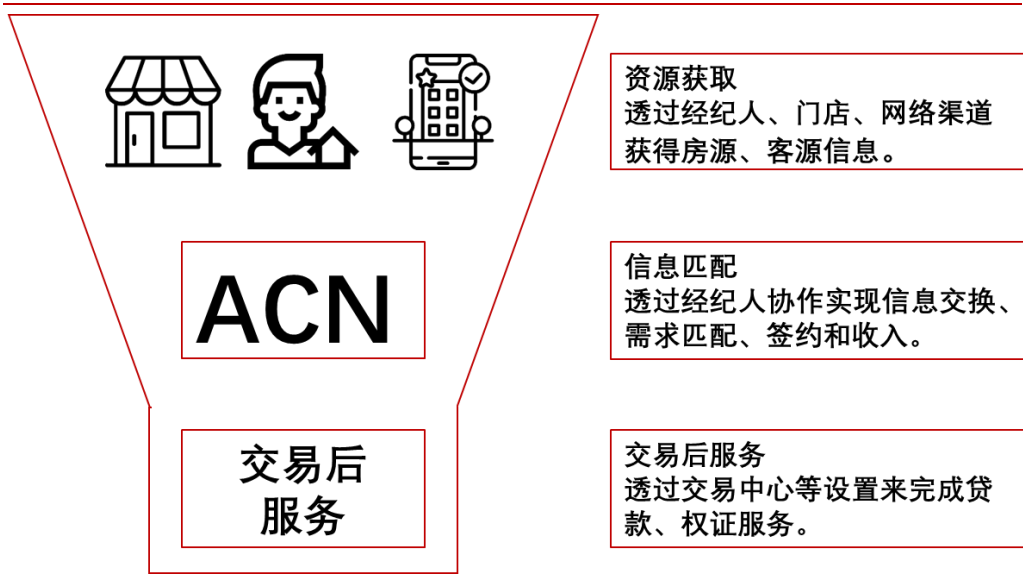 资源获取
透过经纪人、门店、网络渠道
获得房源、客源信息。
ACN
信息匹配
透过经纪人协作实现信息交换、
需求匹配、签约和收入。
交易后
服务
交易后服务
透过交易中心等设置来完成贷
款、权证服务。